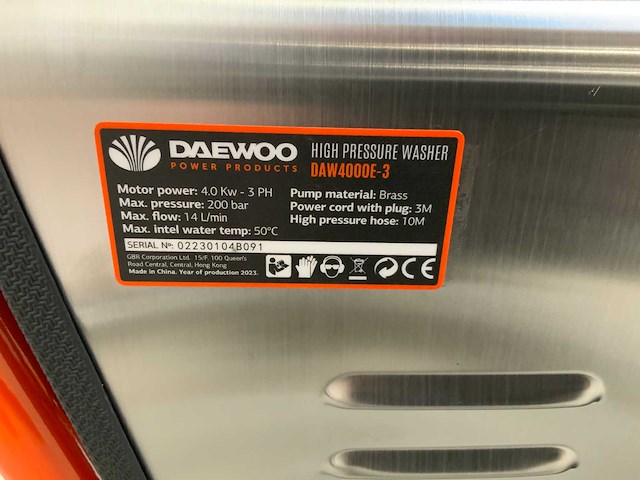 DAEWOO
POWER PRODUCTS
HIGH PRESSURE WASHER
DAW4000E-3
Motor power: 4.0 Kw - 3 PH
Max. pressure: 200 bar
Max. flow: 14 L/min
Max. intel water temp: 50°C
Pump material: Brass
Power cord with plug: 3M
High pressure hose: 10M
SERIAL Nº: 02230104B091
GBR Corporation Ltd. 15/F, 100 Queen's
Road Central, Central, Hong Kong
Made in China. Year of production 2023.
CE